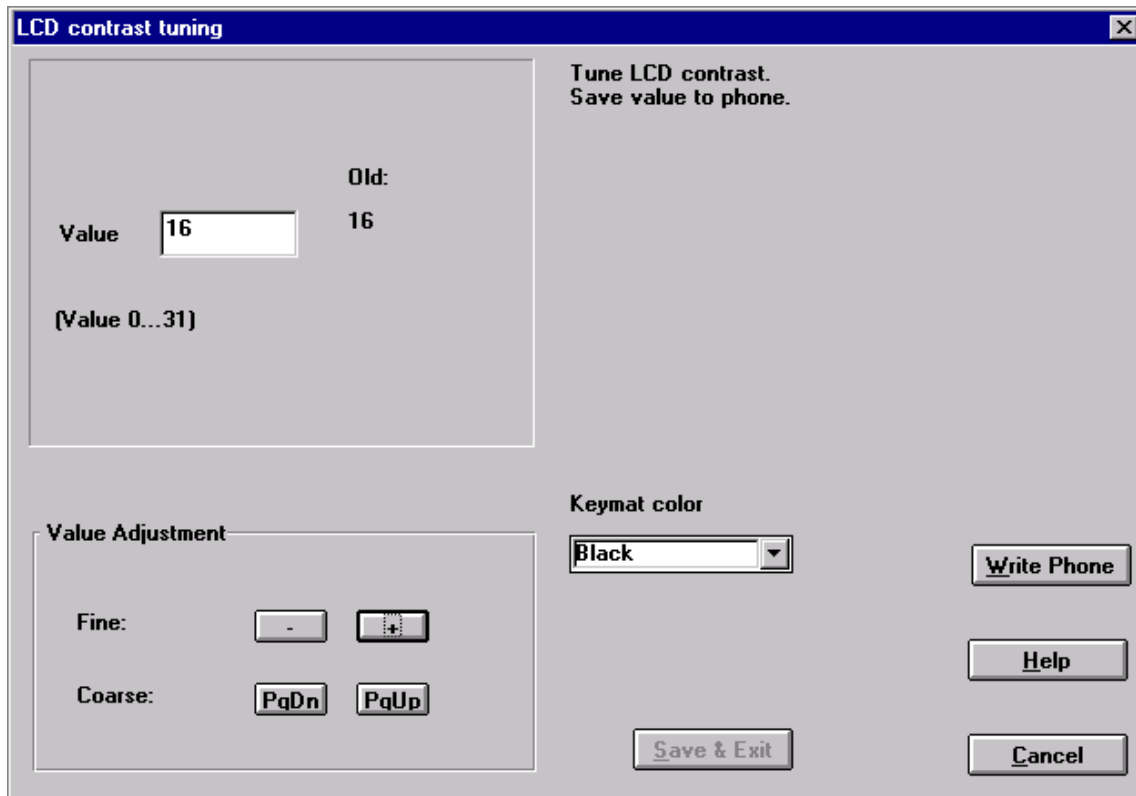 LCD contrast tuning
Tune LCD contrast.
Save value to phone.
Old:
Value 16 16
(Value 0...31)
Keymat color
Black
Value Adjustment
Fine: - +
Coarse: PgDn PgUp
Write Phone
Help
Save & Exit
Cancel